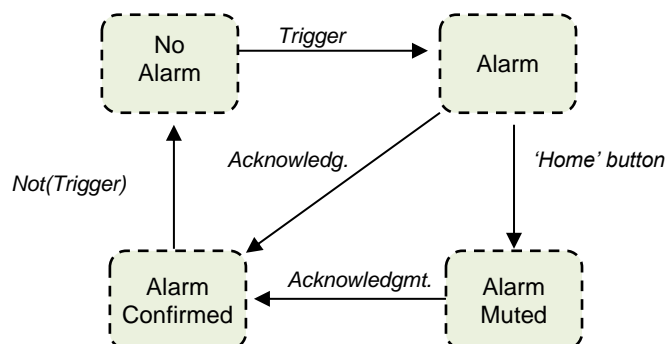 No
Alarm
Trigger
Alarm
Acknowledg.
Not(Trigger)
‘Home’ button
Alarm
Confirmed
Acknowledgmt.
Alarm
Muted